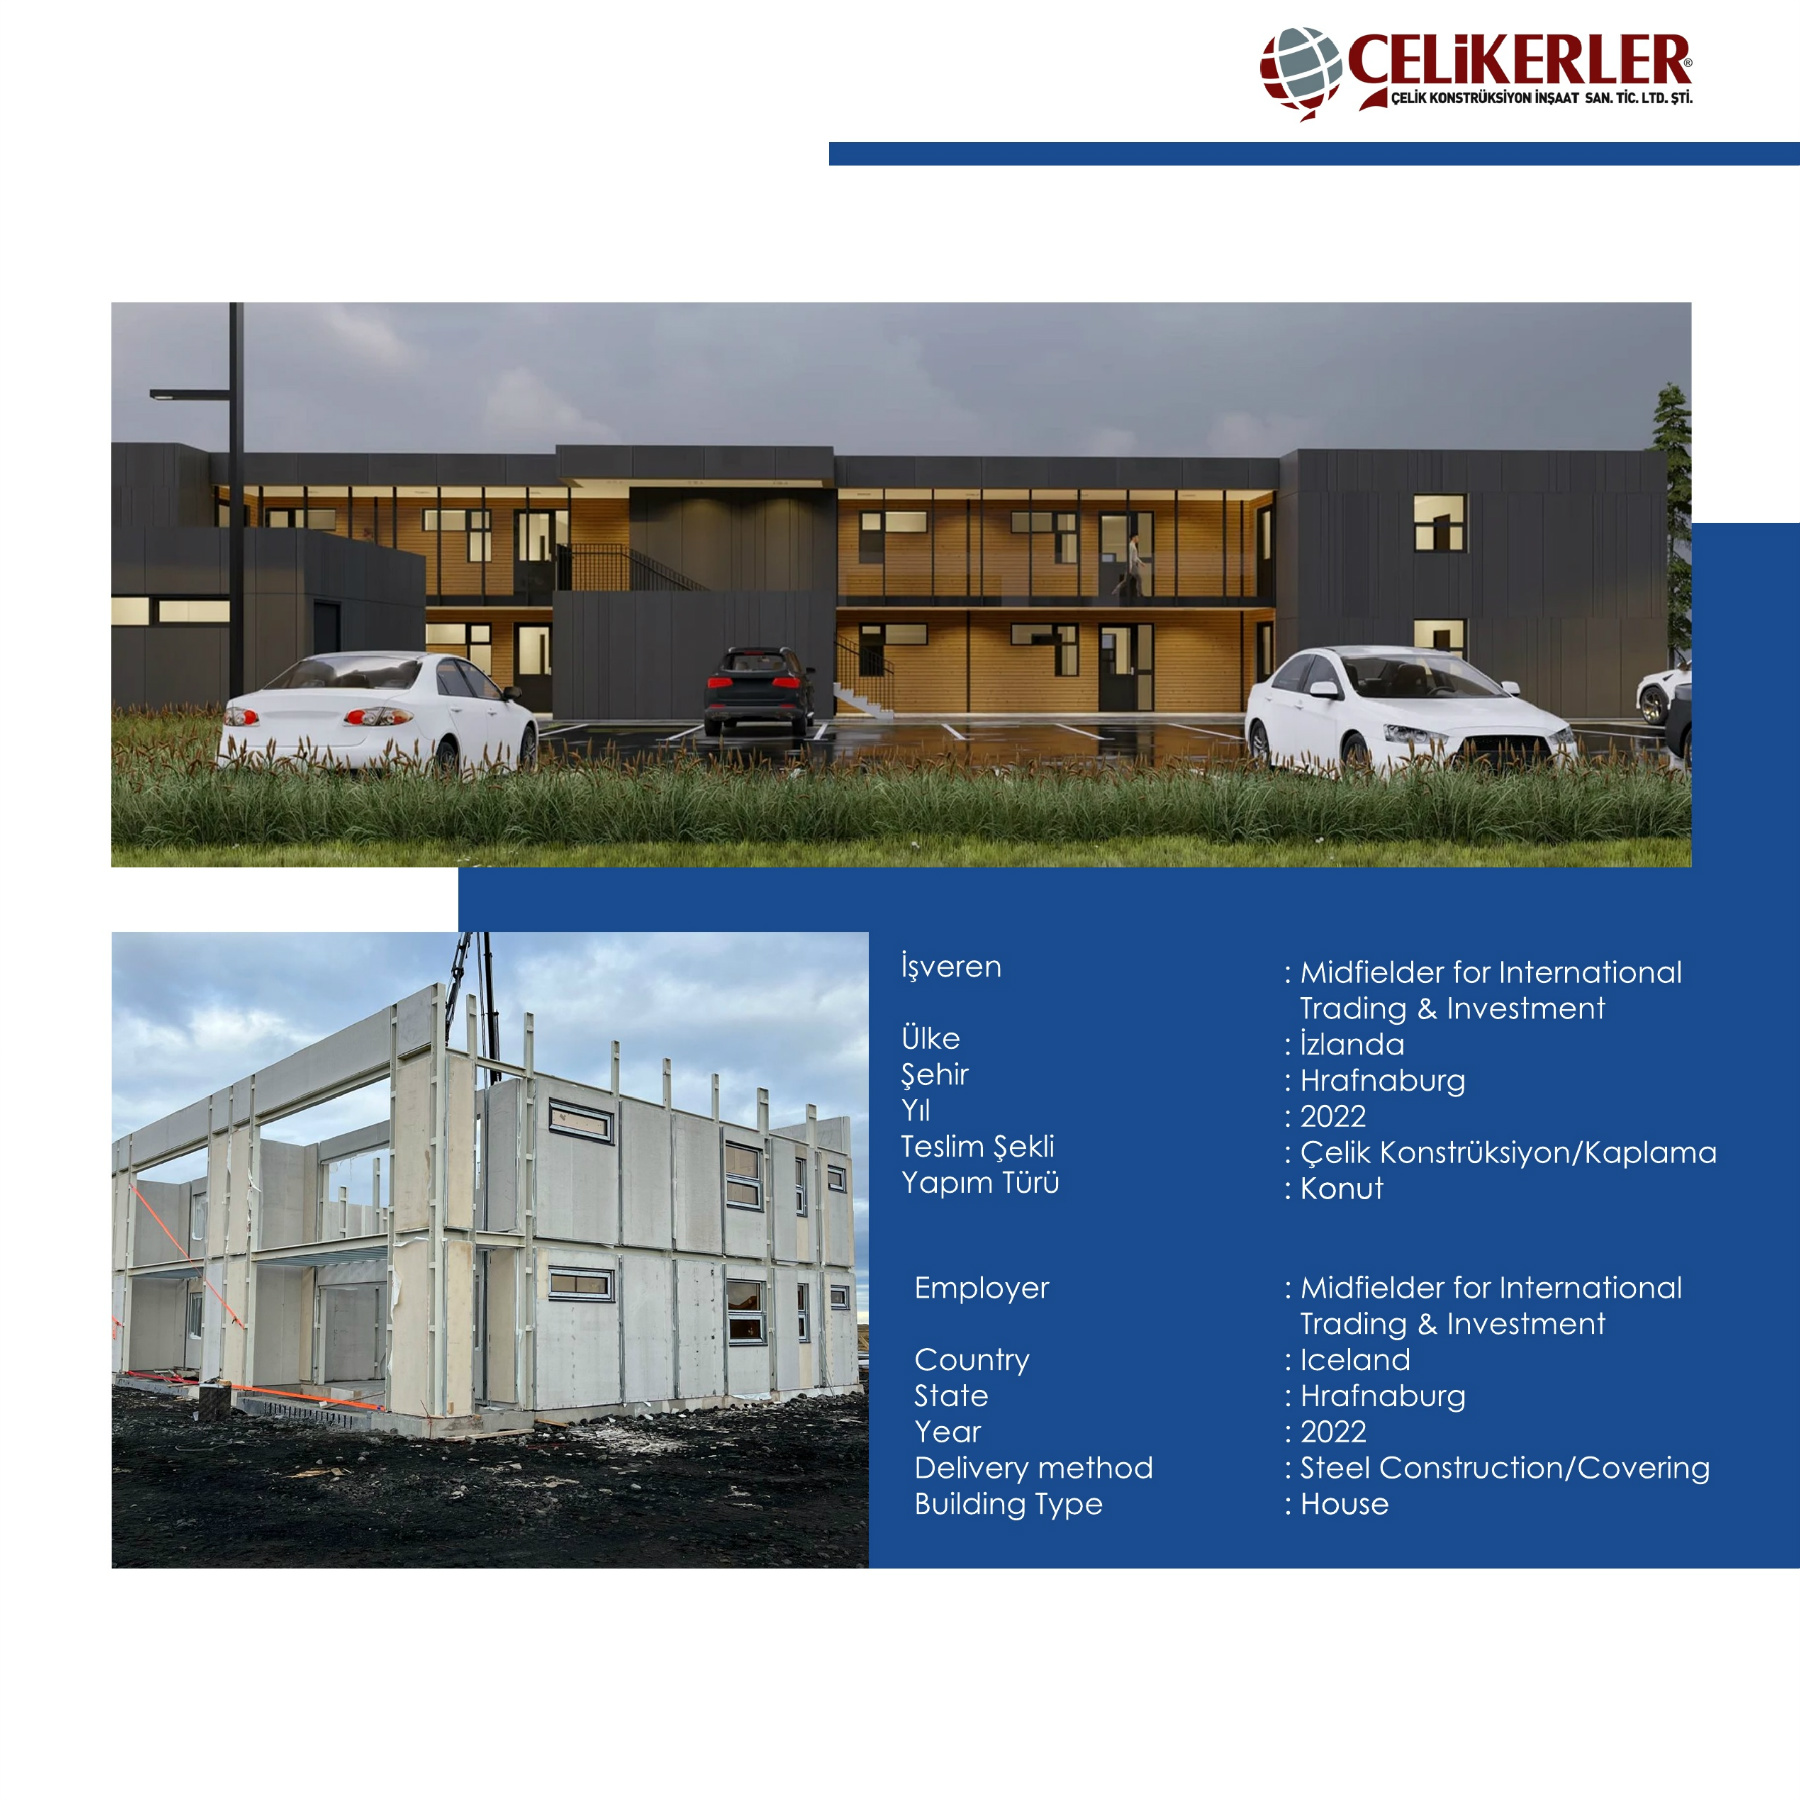 ÇELİKERLER®
ÇELİK KONSTRÜKSİYON İNŞAAT SAN. TİC. LTD. ŞTİ.
İşveren : Midfielder for International
Trading & Investment
Ülke : İzlanda
Şehir : Hrafnaburg
Yıl : 2022
Teslim Şekli : Çelik Konstrüksiyon/Kaplama
Yapım Türü : Konut
Employer : Midfielder for International
Trading & Investment
Country : Iceland
State : Hrafnaburg
Year : 2022
Delivery method : Steel Construction/Covering
Building Type : House